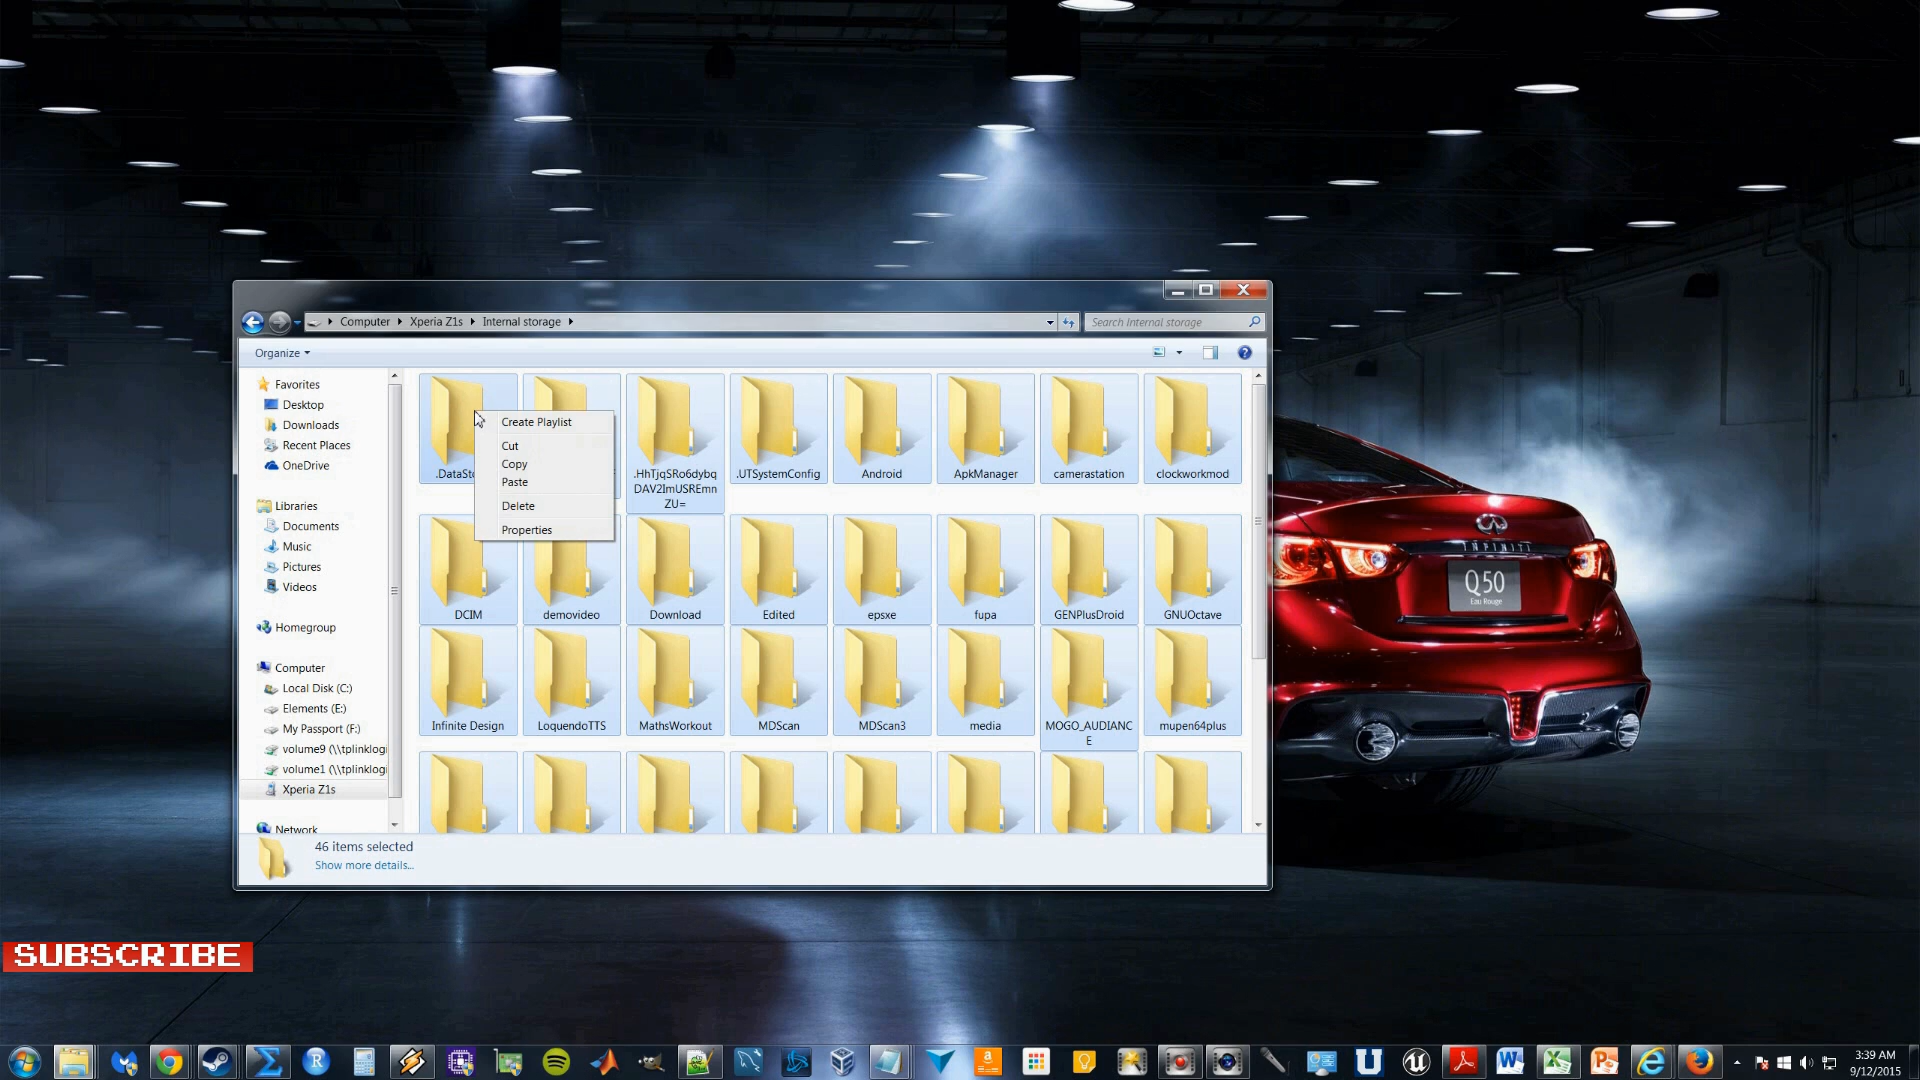 Computer
Xperia Z1s
Internal storage
Search Internal storage
Organize
Favorites
Desktop
Downloads
Recent Places
OneDrive
Libraries
Documents
Music
Pictures
Videos
Homegroup
Computer
Local Disk (C:)
Elements (E:)
My Passport (F:)
volume9 (\\tplinklogi
volume1 (\\tplinklogi
Xperia Z1s
Network
.DataSto
Create Playlist
Cut
Copy
Paste
Delete
Properties
.HhTjqSRo6dybq
DAV2ImUSREmn
ZU=
.UTSystemConfig
Android
ApkManager
camerastation
clockworkmod
DCIM
demovideo
Download
Edited
epsxe
fupa
GENPlusDroid
GNUOctave
Infinite Design
LoquendoTTS
MathsWorkout
MDScan
MDScan3
media
MOGO_AUDIANC
E
mupen64plus
46 items selected
Show more details...
INFINITI
Q50
Eau Rouge
SUBSCRIBE
3:39 AM
9/12/2015